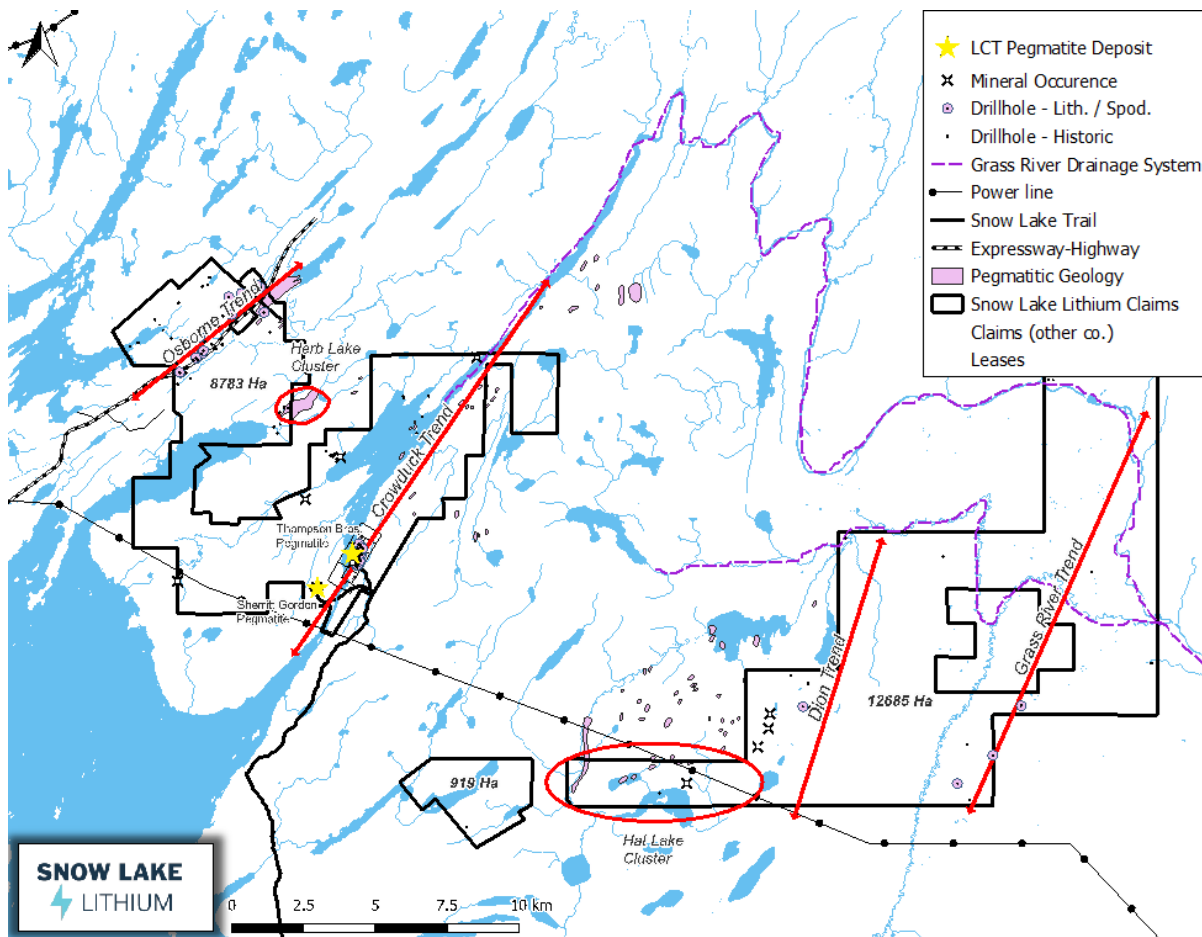 LCT Pegmatite Deposit
Mineral Occurence
Drillhole - Lith. / Spod.
Drillhole - Historic
Grass River Drainage System
Power line
Snow Lake Trail
Expressway-Highway
Pegmatitic Geology
Snow Lake Lithium Claims
Claims (other co.)
Leases
Osborne Trend
Herb Lake
Cluster
8783 Ha
Crowduck Trend
Thompson Bros.
Pegmatite
Sherritt Gordon
Pegmatite
Grass River Trend
Dion Trend
12685 Ha
919 Ha
Hal Lake
Cluster
SNOW LAKE
LITHIUM
0 2.5 5 7.5 10 km